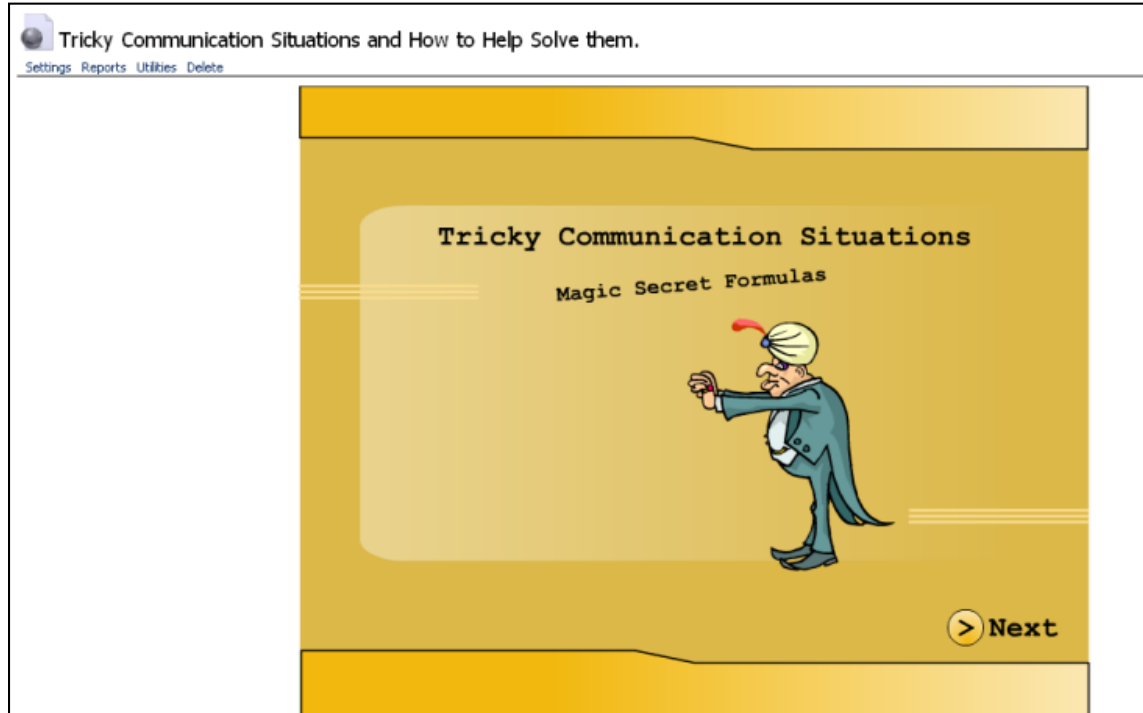 Tricky Communication Situations and How to Help Solve them.
Settings Reports Utilities Delete
Tricky Communication Situations
Magic Secret Formulas
> Next